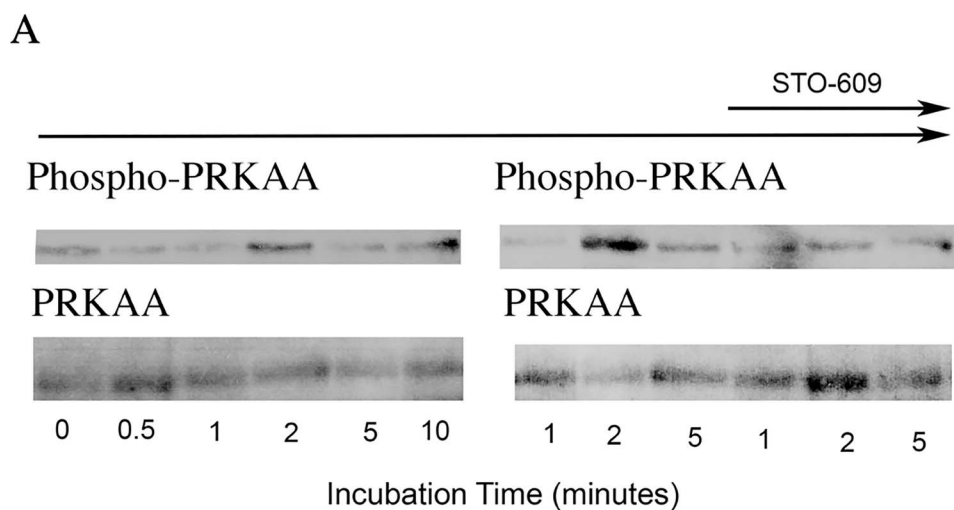 A
STO-609
Phospho-PRKAA Phospho-PRKAA
PRKAA PRKAA
0 0.5 1 2 5 10 1 2 5 1 2 5
Incubation Time (minutes)